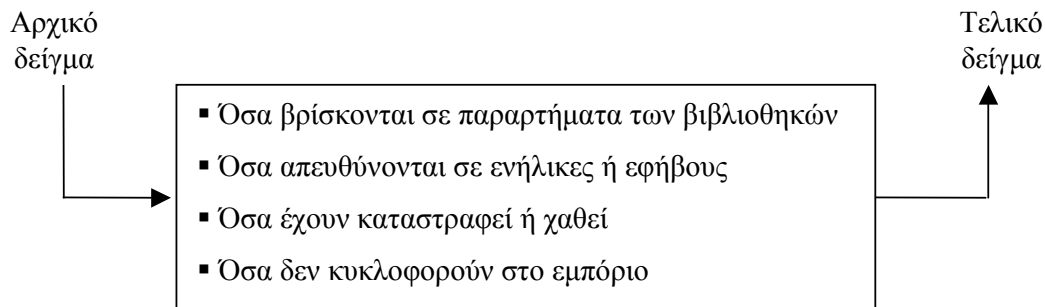 Αρχικό
δείγμα
Τελικό
δείγμα
▪ Όσα βρίσκονται σε παραρτήματα των βιβλιοθηκών
▪ Όσα απευθύνονται σε ενήλικες ή εφήβους
▪ Όσα έχουν καταστραφεί ή χαθεί
▪ Όσα δεν κυκλοφορούν στο εμπόριο